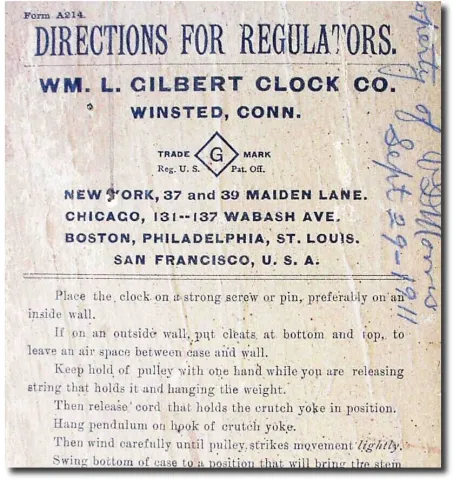 Form A214.
DIRECTIONS FOR REGULATORS.
WM. L. GILBERT CLOCK CO.
WINSTED, CONN.
TRADE G MARK
Reg. U. S. Pat. Off.
NEW YORK, 37 and 39 MAIDEN LANE.
CHICAGO, 131--137 WABASH AVE.
BOSTON, PHILADELPHIA, ST. LOUIS.
SAN FRANCISCO, U. S. A.
Place the clock on a strong screw or pin, preferably on an
inside wall.
If on an outside wall, put cleats at bottom and top, to
leave an air space between case and wall.
Keep hold of pulley with one hand while you are releasing
string that holds it and hanging the weight.
Then release cord that holds the crutch yoke in position.
Hang pendulum on hook of crutch yoke.
Then wind carefully until pulley strikes movement lightly.
Swing bottom of case to a position that will bring the stem
of Morris
Sept 29-1911